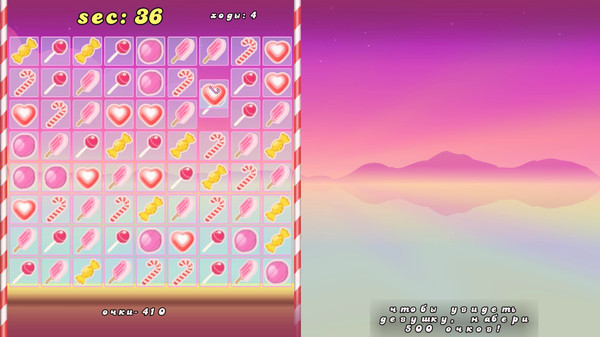 sec: 36
ходы: 4
очки- 410
чтобы увидеть
девушку, набери
500 очков!